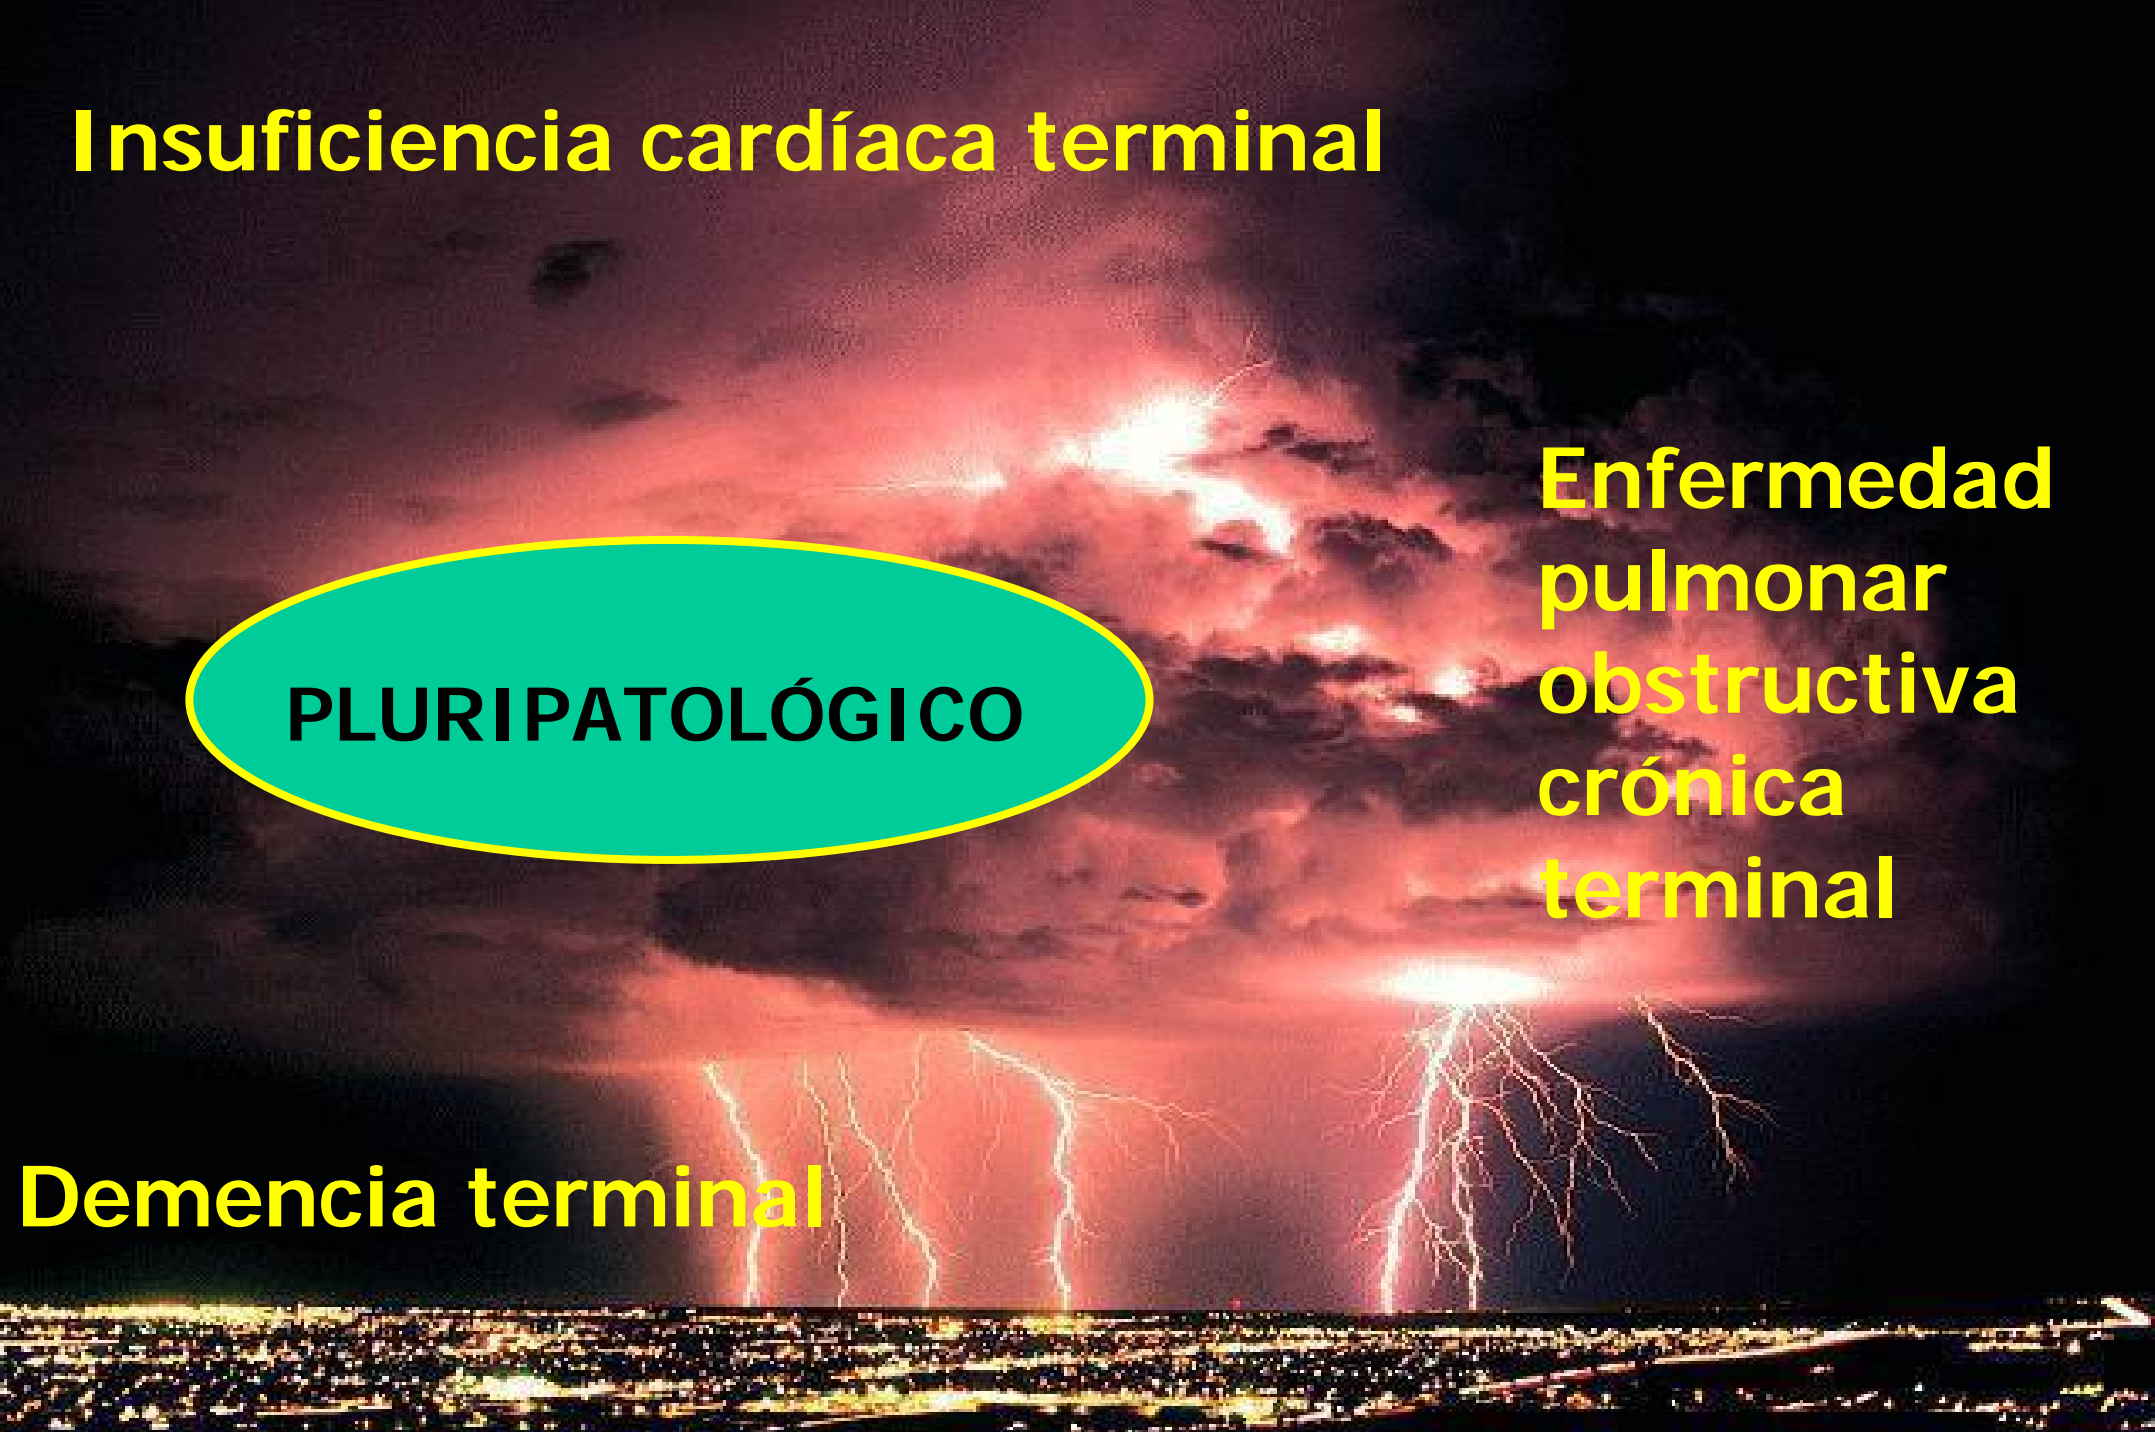 Insuficiencia cardíaca terminal
Enfermedad
pulmonar
obstructiva
crónica
terminal
PLURIPATOLÓGICO
Demencia terminal